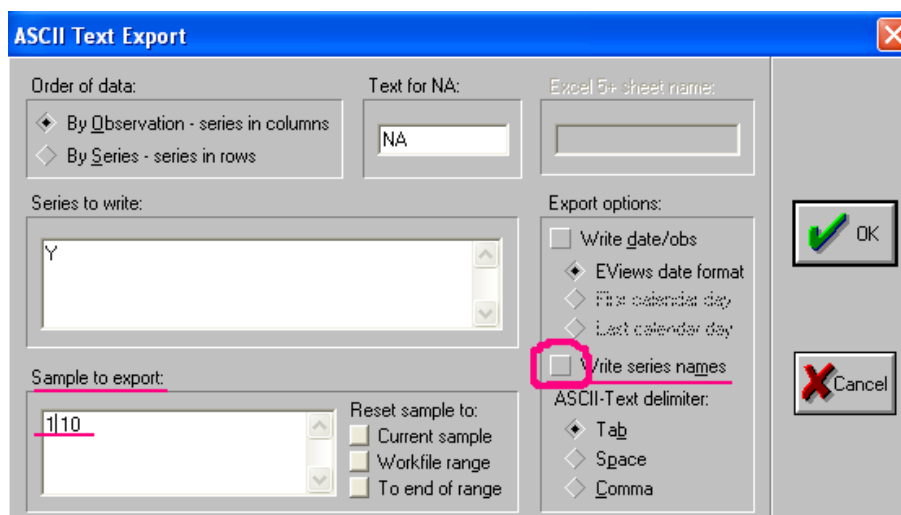 ASCII Text Export
Order of data:
By Observation - series in columns
By Series - series in rows
Text for NA:
NA
Excel 5+ sheet name:
Series to write:
Y
Export options:
Write date/obs
EViews date format
First calendar day
Last calendar day
Write series names
ASCII-Text delimiter:
Tab
Space
Comma
Sample to export:
1 10
Reset sample to:
Current sample
Workfile range
To end of range
OK
Cancel